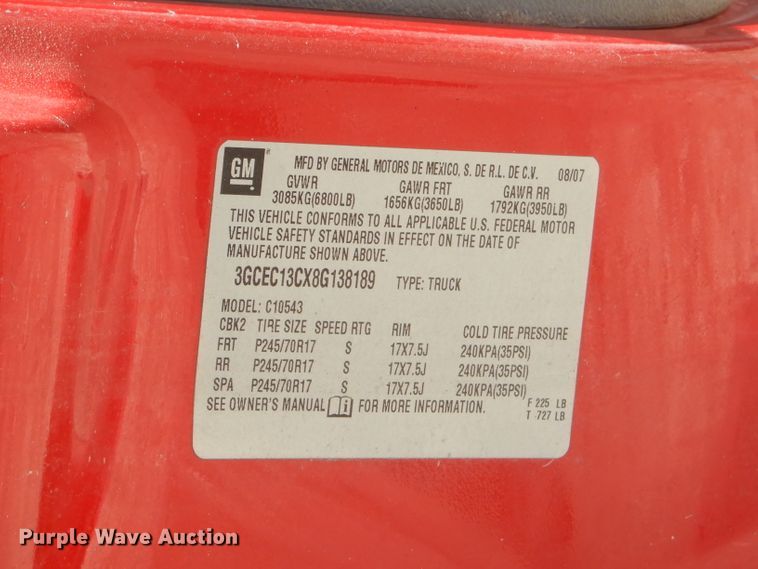 GM MFD BY GENERAL MOTORS DE MEXICO, S. DE R.L. DE C.V. 08/07
GVWR GAWR FRT GAWR RR
3085KG(6800LB) 1656KG(3650LB) 1792KG(3950LB)
THIS VEHICLE CONFORMS TO ALL APPLICABLE U.S. FEDERAL MOTOR
VEHICLE SAFETY STANDARDS IN EFFECT ON THE DATE OF
MANUFACTURE SHOWN ABOVE.
3GCEC13CX8G138189 TYPE: TRUCK
MODEL: C10543
CBK2 TIRE SIZE SPEED RTG RIM COLD TIRE PRESSURE
FRT P245/70R17 S 17X7.5J 240KPA(35PSI)
RR P245/70R17 S 17X7.5J 240KPA(35PSI)
SPA P245/70R17 S 17X7.5J 240KPA(35PSI)
SEE OWNER'S MANUAL i FOR MORE INFORMATION. F 225 LB
T -727 LB
Purple Wave Auction